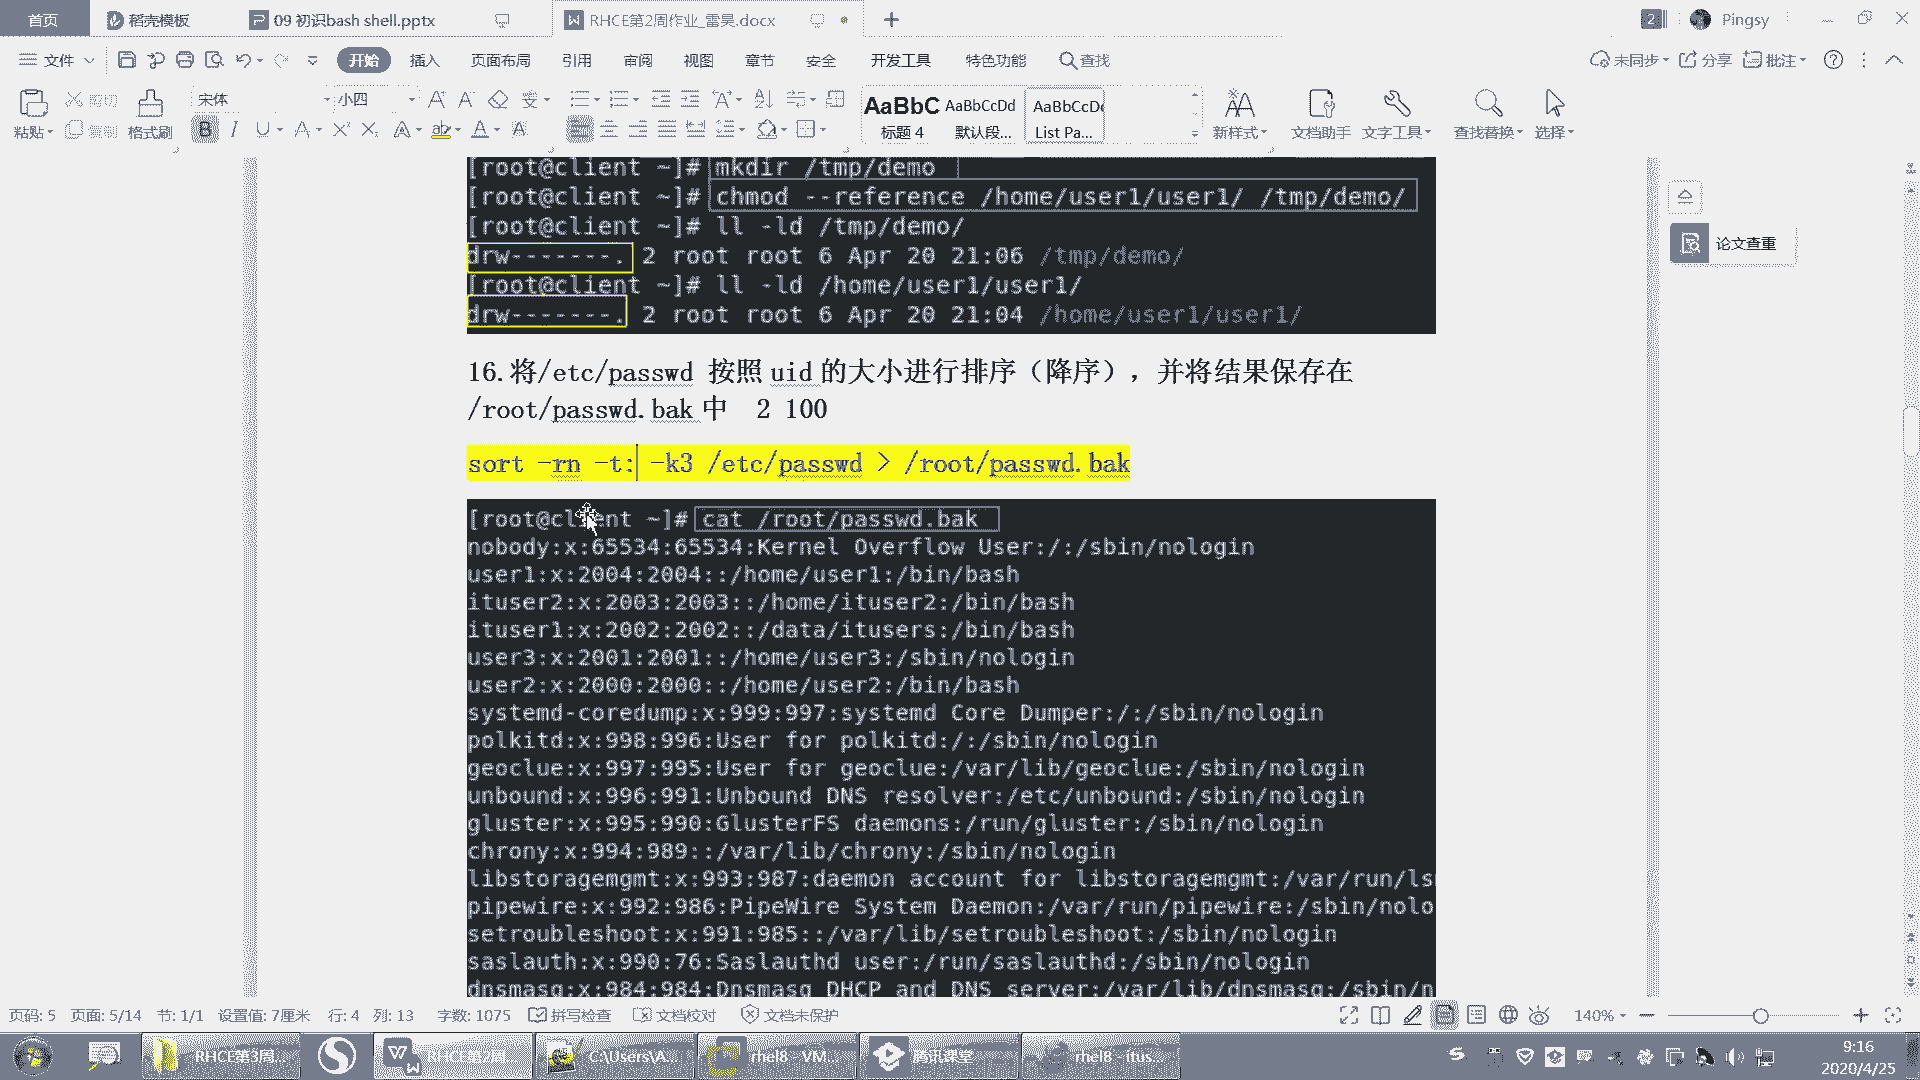 首页 稻壳模板 09 初识bash shell.pptx RHCE第2周作业_雷昊.docx + 2 Pingsy
文件 开始 插入 页面布局 引用 审阅 视图 章节 安全 开发工具 特色功能 查找 未同步 分享 批注
粘贴 剪切 复制 格式刷 宋体 小四 B I U
AaBbC AaBbCcDd AaBbCcD
标题 4 默认段... List Pa... 新样式 文档助手 文字工具 查找替换 选择
[root@client ~]# mkdir /tmp/demo
[root@client ~]# chmod --reference /home/user1/user1/ /tmp/demo/
[root@client ~]# ll -ld /tmp/demo/
drw-------. 2 root root 6 Apr 20 21:06 /tmp/demo/
[root@client ~]# ll -ld /home/user1/user1/
drw-------. 2 root root 6 Apr 20 21:04 /home/user1/user1/
论文查重
16.将/etc/passwd 按照 uid 的大小进行排序（降序），并将结果保存在
/root/passwd.bak 中 2 100
sort -rn -t: -k3 /etc/passwd > /root/passwd.bak
[root@client ~]# cat /root/passwd.bak
nobody:x:65534:65534:Kernel Overflow User:/:/sbin/nologin
user1:x:2004:2004::/home/user1:/bin/bash
ituser2:x:2003:2003::/home/ituser2:/bin/bash
ituser1:x:2002:2002::/data/itusers:/bin/bash
user3:x:2001:2001::/home/user3:/sbin/nologin
user2:x:2000:2000::/home/user2:/bin/bash
systemd-coredump:x:999:997:systemd Core Dumper:/:/sbin/nologin
polkitd:x:998:996:User for polkitd:/:/sbin/nologin
geoclue:x:997:995:User for geoclue:/var/lib/geoclue:/sbin/nologin
unbound:x:996:991:Unbound DNS resolver:/etc/unbound:/sbin/nologin
gluster:x:995:990:GlusterFS daemons:/run/gluster:/sbin/nologin
chrony:x:994:989::/var/lib/chrony:/sbin/nologin
libstoragemgmt:x:993:987:daemon account for libstoragemgmt:/var/run/ls
pipewire:x:992:986:PipeWire System Daemon:/var/run/pipewire:/sbin/nolo
setroubleshoot:x:991:985::/var/lib/setroubleshoot:/sbin/nologin
saslauth:x:990:76:Saslauthd user:/run/saslauthd:/sbin/nologin
dnsmasq:x:984:984:Dnsmasq DHCP and DNS server:/var/lib/dnsmasq:/sbin/n
页码: 5 页面: 5/14 节: 1/1 设置值: 7厘米 行: 4 列: 13 字数: 1075 拼写检查 文档校对 文档未保护 140%
RHCE第3周... RHCE第2周... C:\Users\A... rhel8 - VM... 腾讯课堂 rhel8 - itus...
9:16
2020/4/25